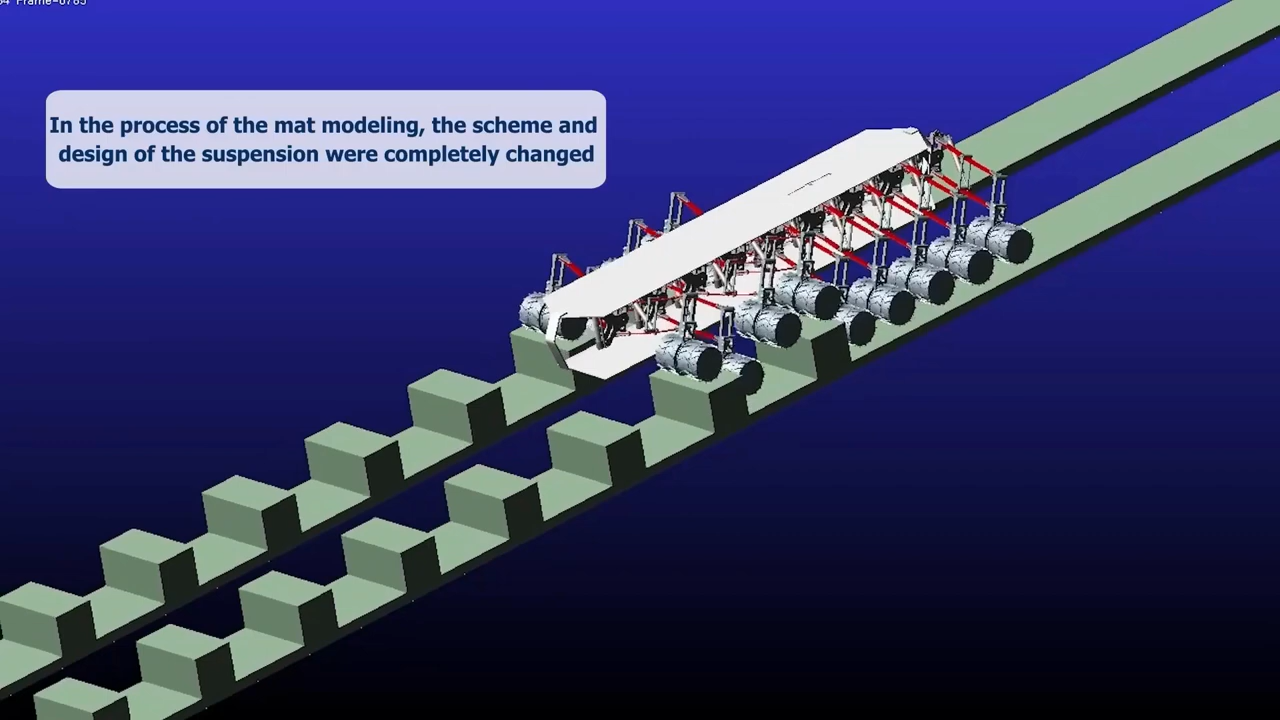 In the process of the mat modeling, the scheme and
design of the suspension were completely changed